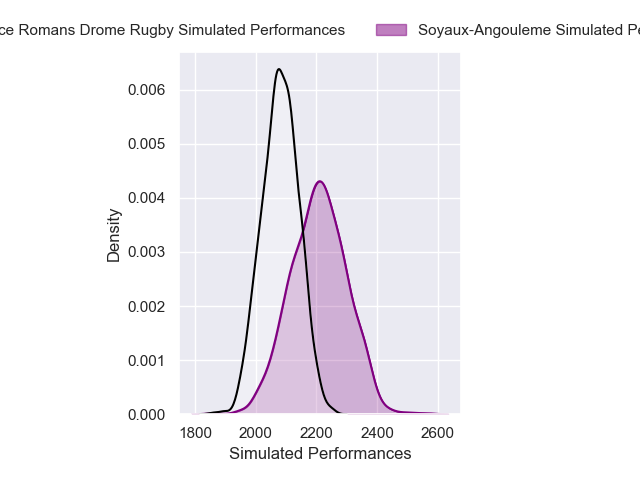 ce Romans Drome Rugby Simulated Performances Soyaux-Angouleme Simulated Pe
0.006
0.005
0.004
0.003
0.002
0.001
0.000
Density
1800 2000 2200 2400 2600
Simulated Performances